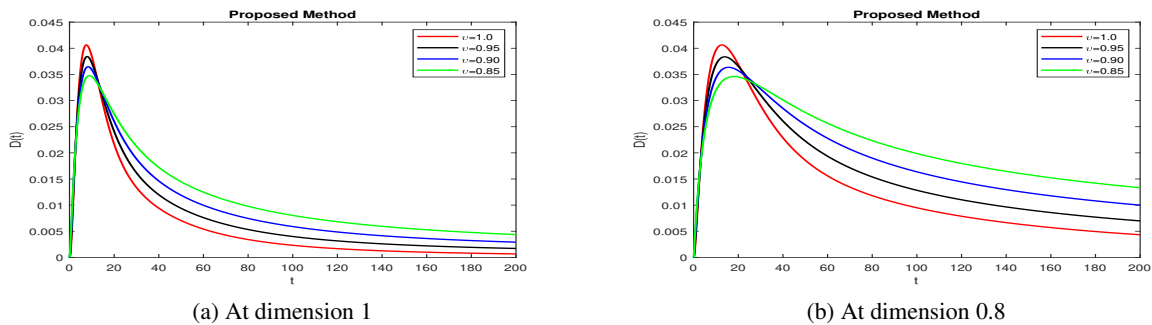 Proposed Method
0.045
0.04
0.035
0.03
0.025
0.02
0.015
0.01
0.005
0
D(t)
0 20 40 60 80 100 120 140 160 180 200
t
υ=1.0
υ=0.95
υ=0.90
υ=0.85
(a) At dimension 1
Proposed Method
0.045
0.04
0.035
0.03
0.025
0.02
0.015
0.01
0.005
0
D(t)
0 20 40 60 80 100 120 140 160 180 200
t
υ=1.0
υ=0.95
υ=0.90
υ=0.85
(b) At dimension 0.8